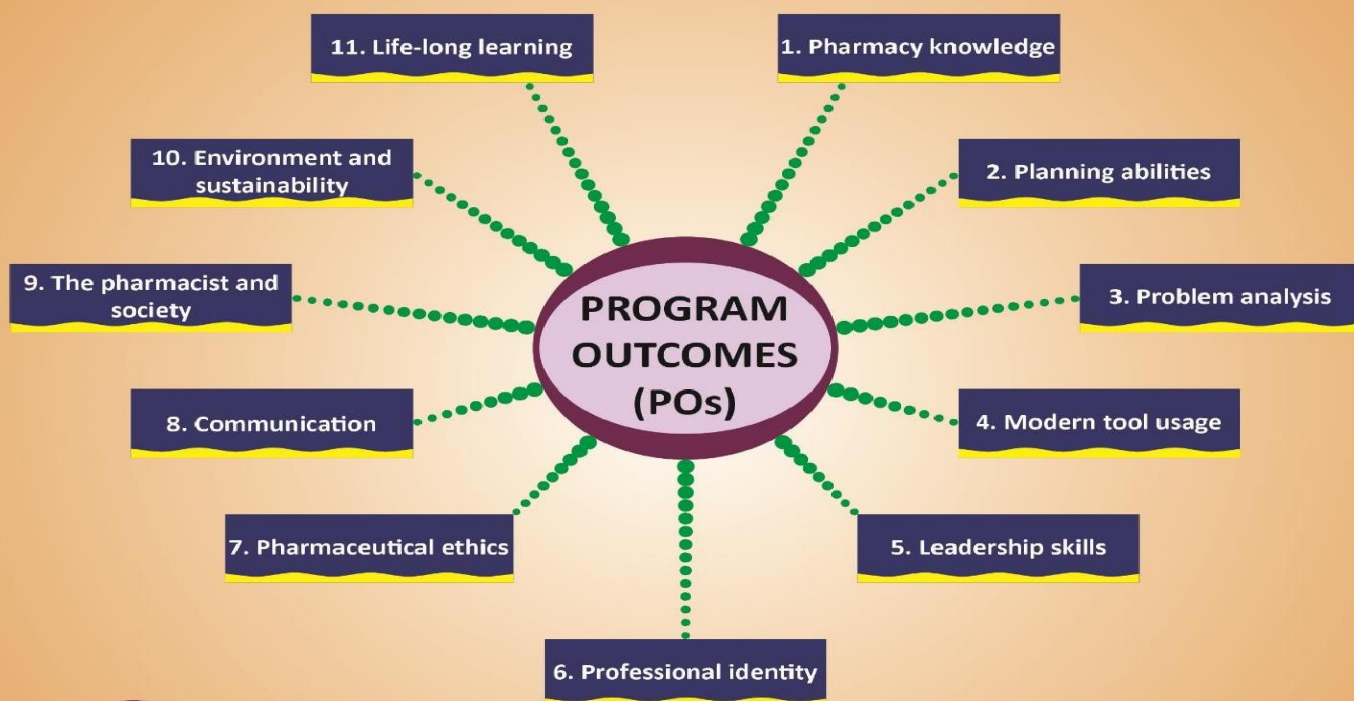 PROGRAM
OUTCOMES
(POs)
1. Pharmacy knowledge
2. Planning abilities
3. Problem analysis
4. Modern tool usage
5. Leadership skills
6. Professional identity
7. Pharmaceutical ethics
8. Communication
9. The pharmacist and
society
10. Environment and
sustainability
11. Life-long learning